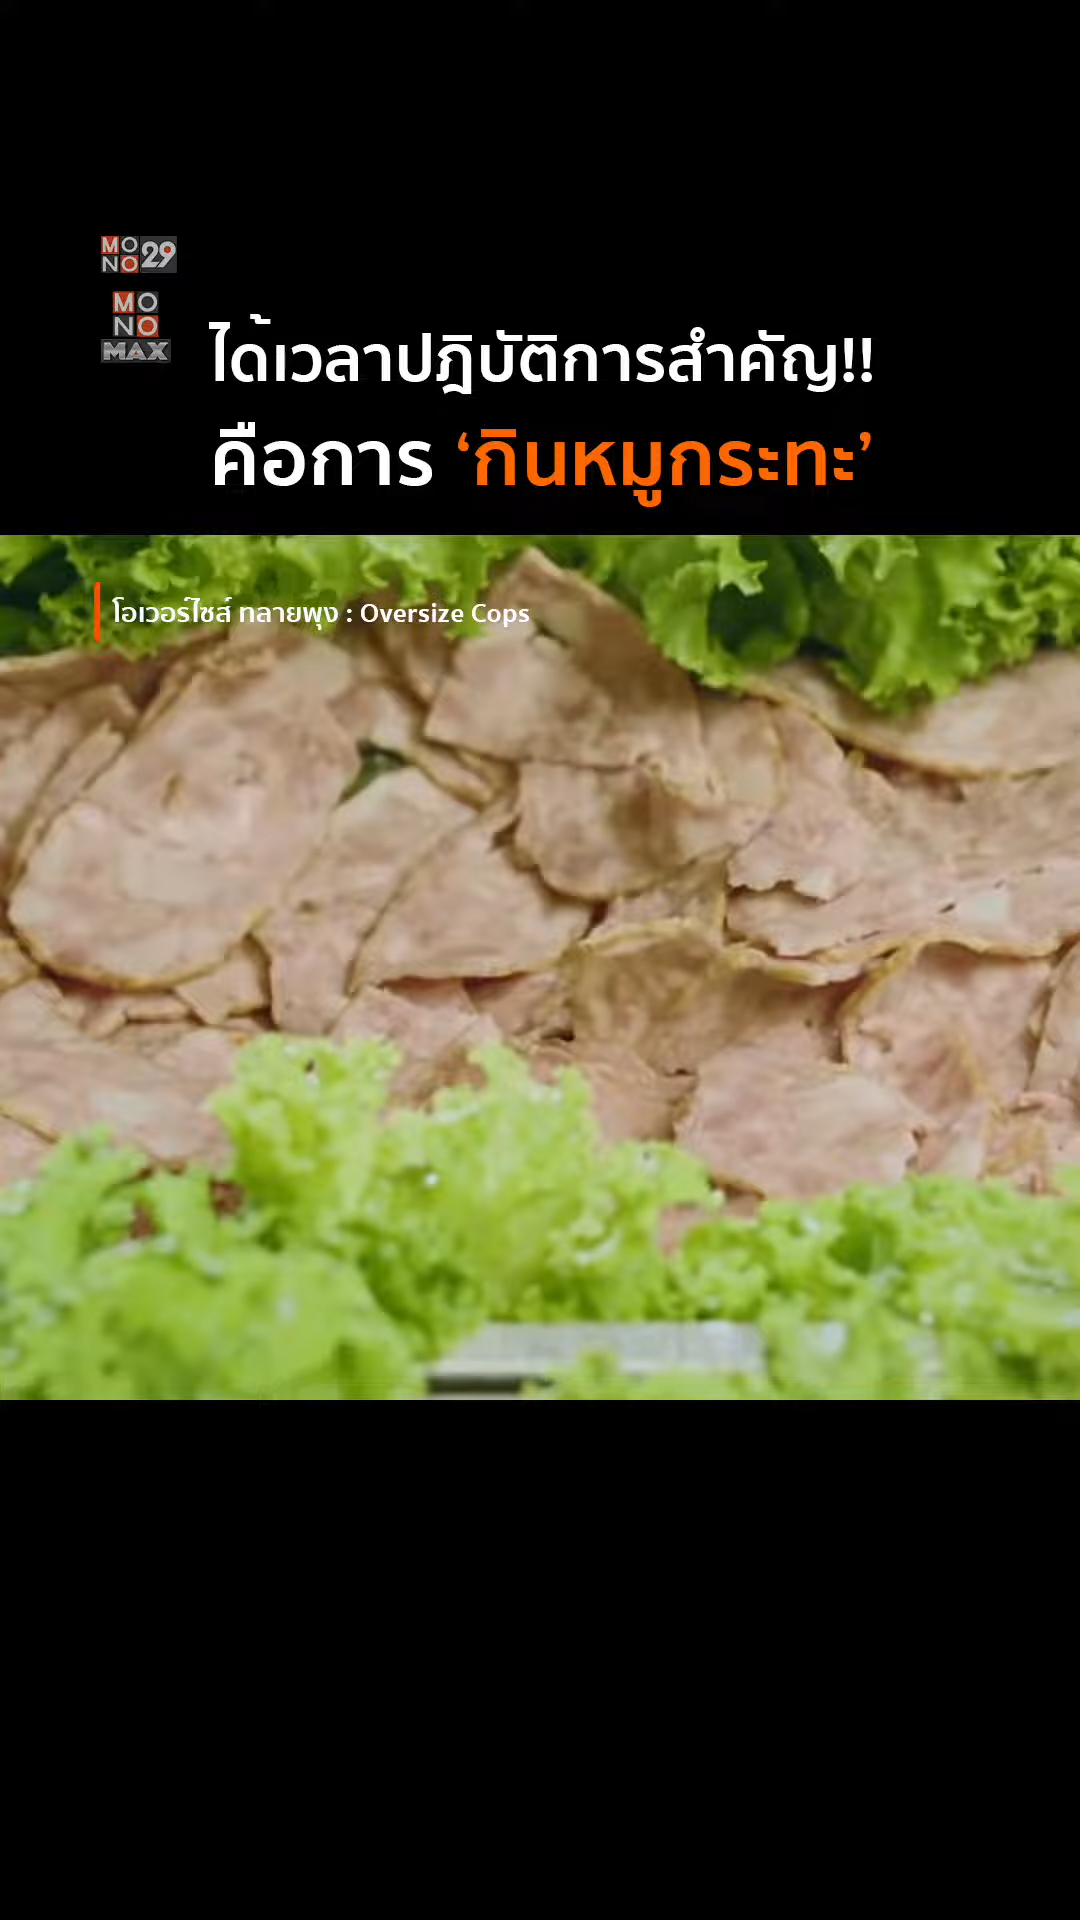 MONO29
MONO
MAX
ได้เวลาปฎิบัติการสำคัญ!!
คือการ ‘กินหมูกระทะ’
โอเวอร์ไซส์ ทลายพุง : Oversize Cops